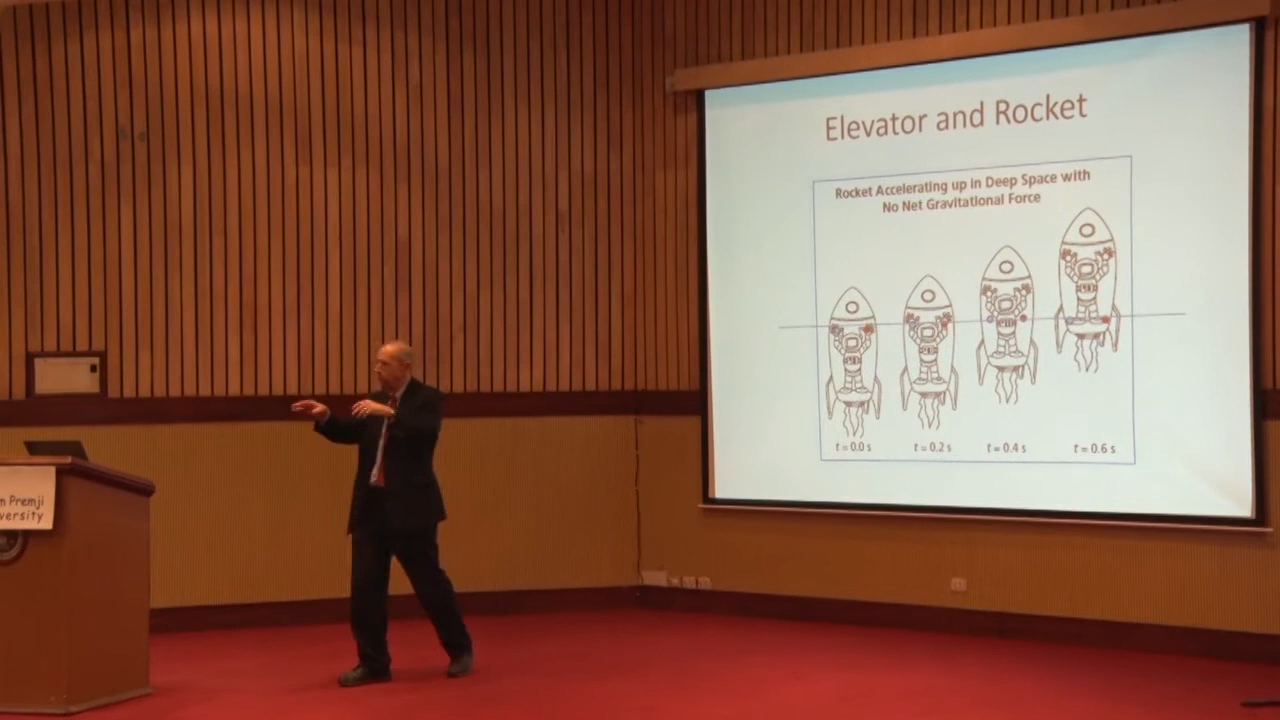 Elevator and Rocket
Rocket Accelerating up in Deep Space with
No Net Gravitational Force
t = 0.0 s
t = 0.2 s
t = 0.4 s
t = 0.6 s
Premji